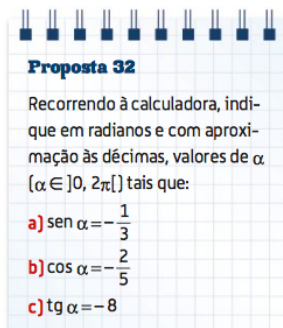 Proposta 32
Recorrendo à calculadora, indi-
que em radianos e com aproxi-
mação às décimas, valores de α
(α ∈ ]0, 2π[) tais que:
a) sen α = −1/3
b) cos α = −2/5
c) tg α = −8